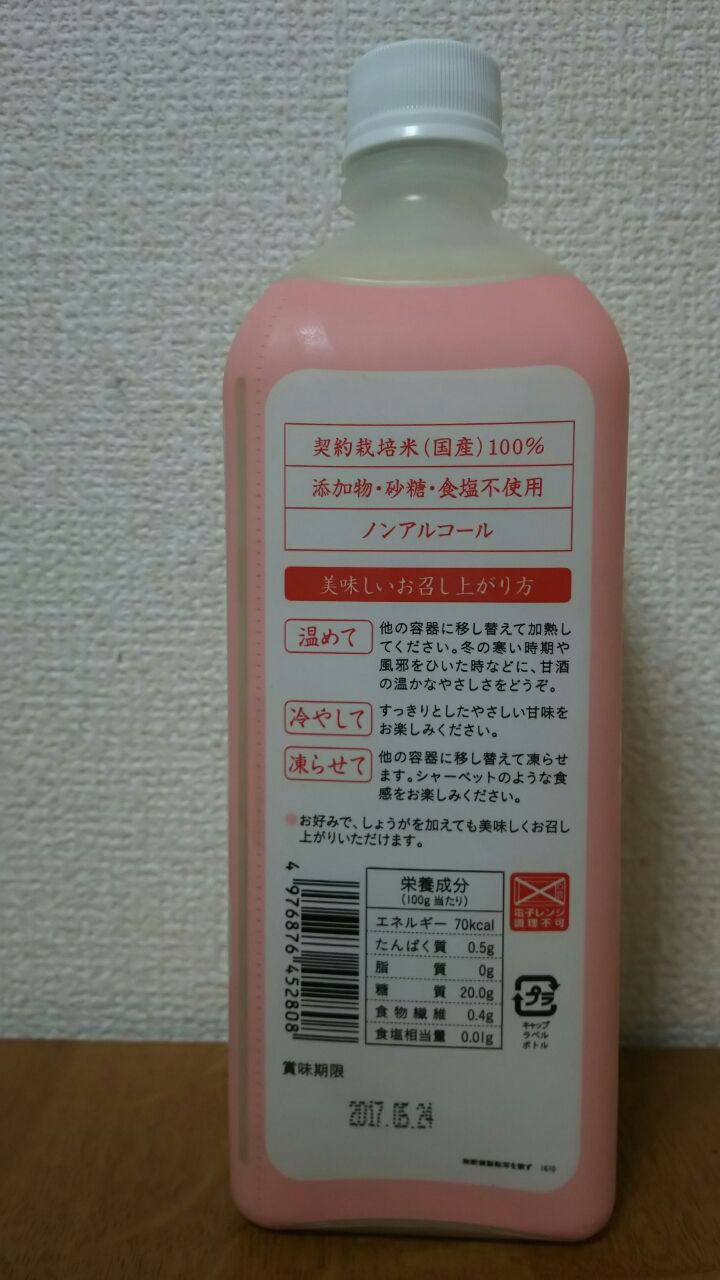 契約栽培米(国産)100%
添加物・砂糖・食塩不使用
ノンアルコール
美味しいお召し上がり方
温めて
他の容器に移し替えて加熱し
てください。冬の寒い時期や
風邪をひいた時などに、甘酒
の温かなやさしさをどうぞ。
冷やして
すっきりとしたやさしい甘味を
お楽しみください。
凍らせて
他の容器に移し替えて凍らせ
ます。シャーベットのような食
感をお楽しみください。
●お好みで、しょうがを加えても美味しくお召し
上がりいただけます。
4 976876 452808
栄養成分
(100g当たり)
エネルギー 70kcal
たんぱく質 0.5g
脂質 0g
糖質 20.0g
食物繊維 0.4g
食塩相当量 0.01g
電子レンジ
調理不可
プラ
キャップ
ラベル
ボトル
賞味期限
2017.05.24
無断複製転写を禁ず 1610